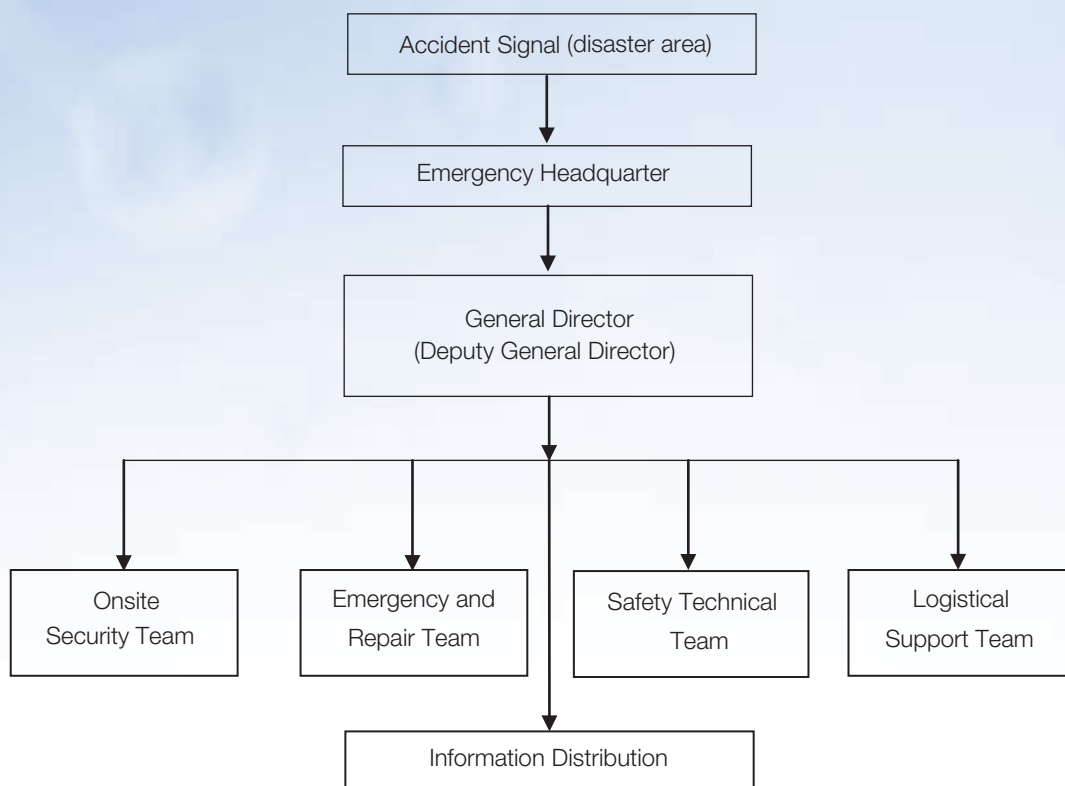 Accident Signal (disaster area)
Emergency Headquarter
General Director
(Deputy General Director)
Onsite
Security Team
Emergency and
Repair Team
Safety Technical
Team
Logistical
Support Team
Information Distribution